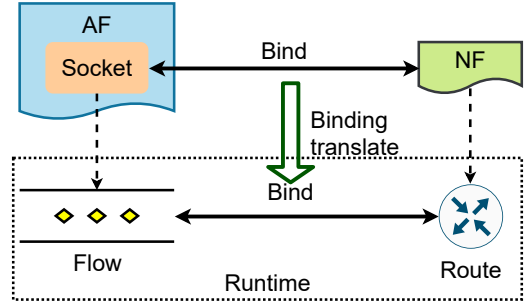 AF
Socket
Bind
NF
Binding
translate
Bind
Flow
Route
Runtime